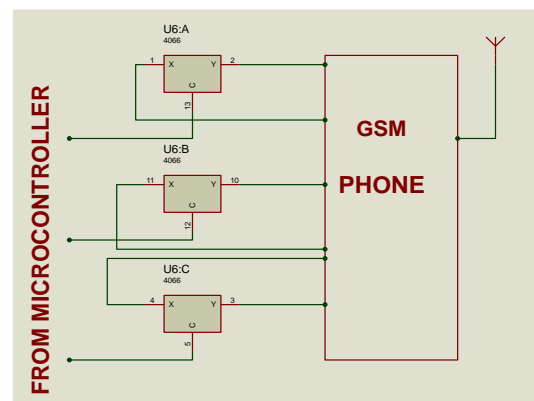 U6:A
4066
1
X
Y
2
C
13
GSM
PHONE
U6:B
4066
11
X
Y
10
C
12
U6:C
4066
4
X
Y
3
C
5
FROM MICROCONTROLLER